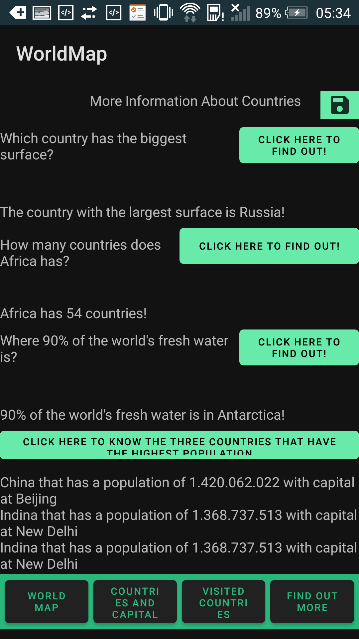 89% 05:34
WorldMap
More Information About Countries
Which country has the biggest
surface?
CLICK HERE TO
FIND OUT!
The country with the largest surface is Russia!
How many countries does
Africa has?
CLICK HERE TO FIND OUT!
Africa has 54 countries!
Where 90% of the world's fresh water
is?
CLICK HERE TO
FIND OUT!
90% of the world's fresh water is in Antarctica!
CLICK HERE TO KNOW THE THREE COUNTRIES THAT HAVE
THE HIGHEST POPULATION
China that has a population of 1.420.062.022 with capital
at Beijing
Indina that has a population of 1.368.737.513 with capital
at New Delhi
Indina that has a population of 1.368.737.513 with capital
at New Delhi
WORLD
MAP
COUNTRI
ES AND
CAPITAL
VISITED
COUNTRI
ES
FIND OUT
MORE